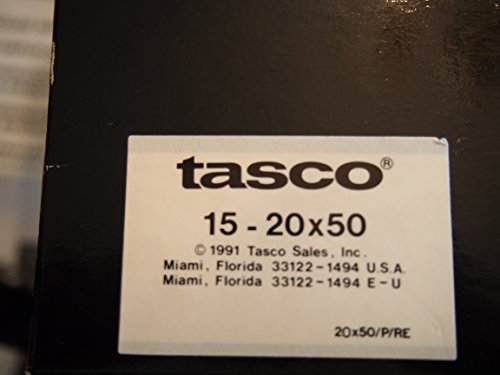 tasco®
15 - 20x50
© 1991 Tasco Sales, Inc.
Miami, Florida 33122-1494 U.S.A.
Miami, Florida 33122-1494 E-U
20x50/P/RE